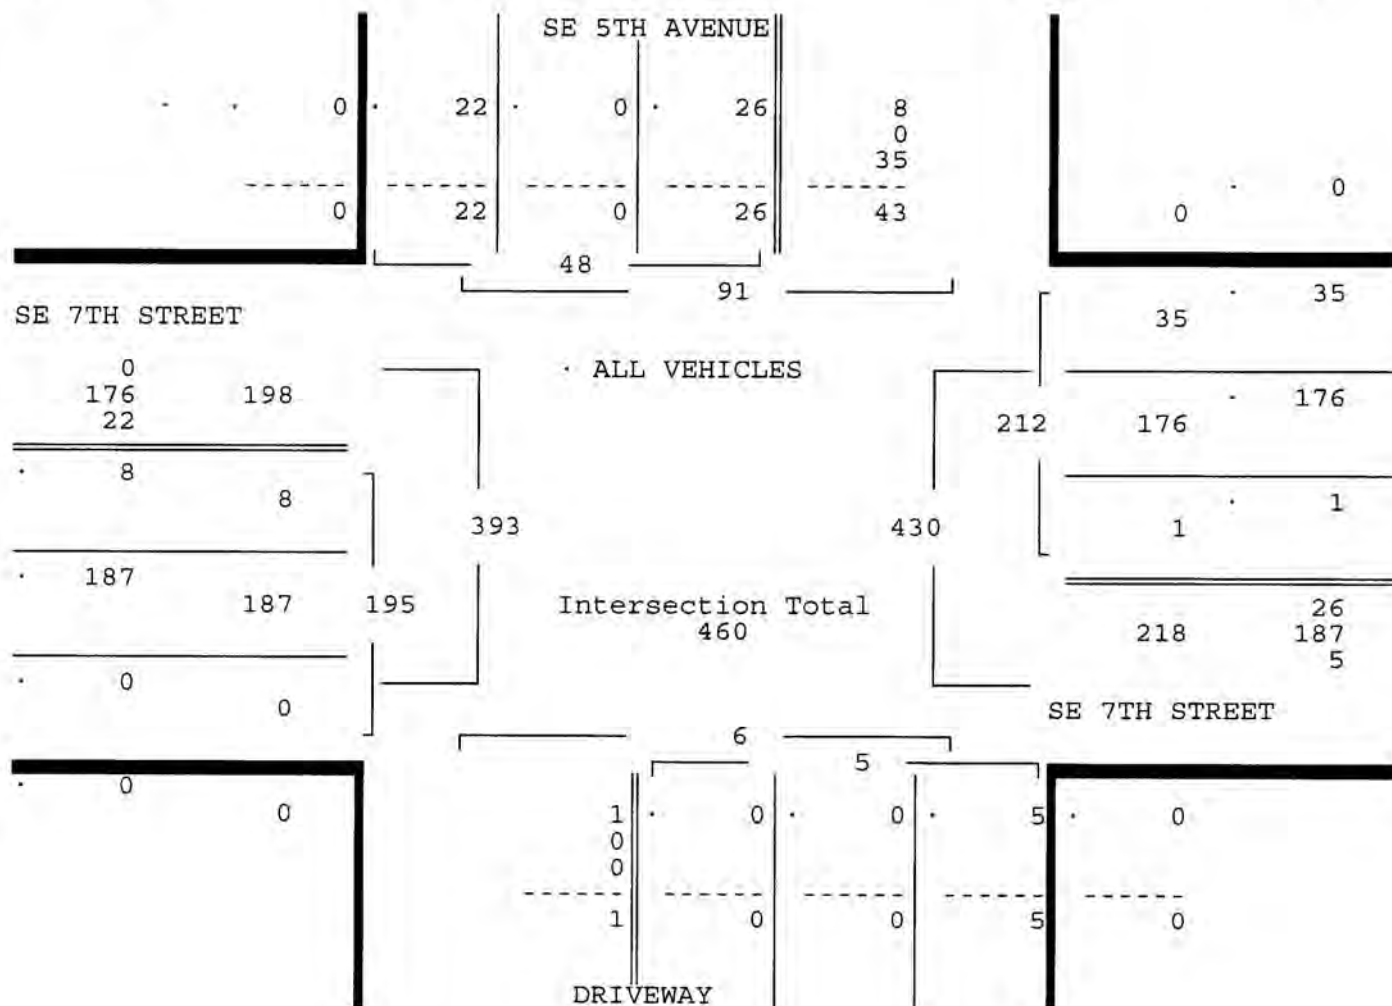 SE 5TH AVENUE
0 22 0 26 8
0
35
0
0 22 0 26 43 0
48
91
35
SE 7TH STREET 35
0 ALL VEHICLES
176 198 176
22 212 176
8
8 1
393 430 1
187
187 195 Intersection Total 26
460 218 187
5
0
0 SE 7TH STREET
6
5
0
0 1 0 0 5 0
0
0
1 0 0 5 0
DRIVEWAY